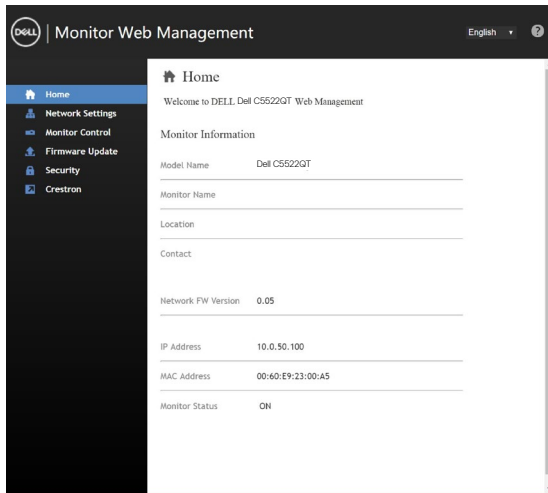 DELL | Monitor Web Management
English
?
Home
Network Settings
Monitor Control
Firmware Update
Security
Crestron
Home
Welcome to DELL Dell C5522QT Web Management
Monitor Information
Model Name Dell C5522QT
Monitor Name
Location
Contact
Network FW Version 0.05
IP Address 10.0.50.100
MAC Address 00:60:E9:23:00:A5
Monitor Status ON